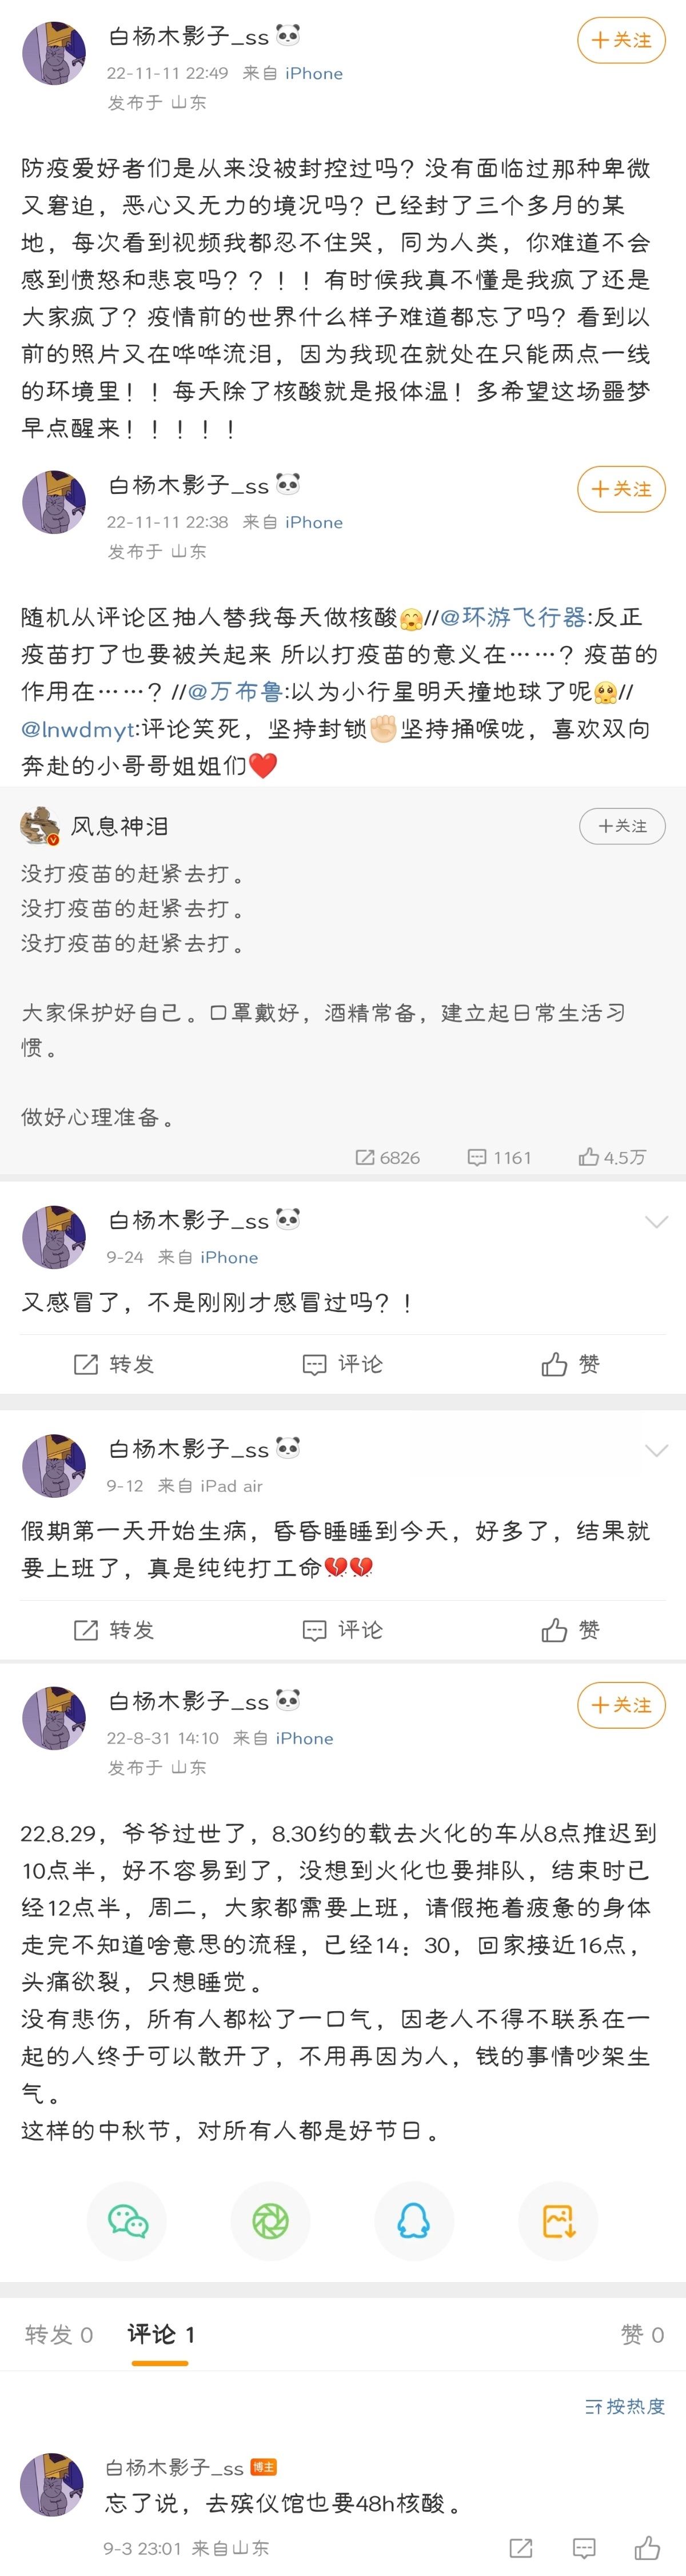 白杨木影子_ss🐼
＋关注
22-11-11 22:49 来自 iPhone
发布于 山东
防疫爱好者们是从来没被封控过吗？没有面临过那种卑微
又窘迫，恶心又无力的境况吗？已经封了三个多月的某
地，每次看到视频我都忍不住哭，同为人类，你难道不会
感到愤怒和悲哀吗？？！！有时候我真不懂是我疯了还是
大家疯了？疫情前的世界什么样子难道都忘了吗？看到以
前的照片又在哗哗流泪，因为我现在就处在只能两点一线
的环境里！！每天除了核酸就是报体温！多希望这场噩梦
早点醒来！！！！！
白杨木影子_ss🐼
＋关注
22-11-11 22:38 来自 iPhone
发布于 山东
随机从评论区抽人替我每天做核酸🤗//@环游飞行器:反正
疫苗打了也要被关起来 所以打疫苗的意义在……？疫苗的
作用在……？//@万布鲁:以为小行星明天撞地球了呢🤗//
@lnwdmyt:评论笑死，坚持封锁✊坚持捅喉咙，喜欢双向
奔赴的小哥哥姐姐们❤️
风息神泪
＋关注
没打疫苗的赶紧去打。
没打疫苗的赶紧去打。
没打疫苗的赶紧去打。
大家保护好自己。口罩戴好，酒精常备，建立起日常生活习
惯。
做好心理准备。
6826 1161 4.5万
白杨木影子_ss🐼
9-24 来自 iPhone
又感冒了，不是刚刚才感冒过吗？！
转发 评论 赞
白杨木影子_ss🐼
9-12 来自 iPad air
假期第一天开始生病，昏昏睡睡到今天，好多了，结果就
要上班了，真是纯纯打工命💔💔
转发 评论 赞
白杨木影子_ss🐼
＋关注
22-8-31 14:10 来自 iPhone
发布于 山东
22.8.29，爷爷过世了，8.30约的载去火化的车从8点推迟到
10点半，好不容易到了，没想到火化也要排队，结束时已
经12点半，周二，大家都需要上班，请假拖着疲惫的身体
走完不知道啥意思的流程，已经14：30，回家接近16点，
头痛欲裂，只想睡觉。
没有悲伤，所有人都松了一口气，因老人不得不联系在一
起的人终于可以散开了，不用再因为人，钱的事情吵架生
气。
这样的中秋节，对所有人都是好节日。
转发 0 评论 1 赞 0
按热度
白杨木影子_ss 博主
忘了说，去殡仪馆也要48h核酸。
9-3 23:01 来自山东